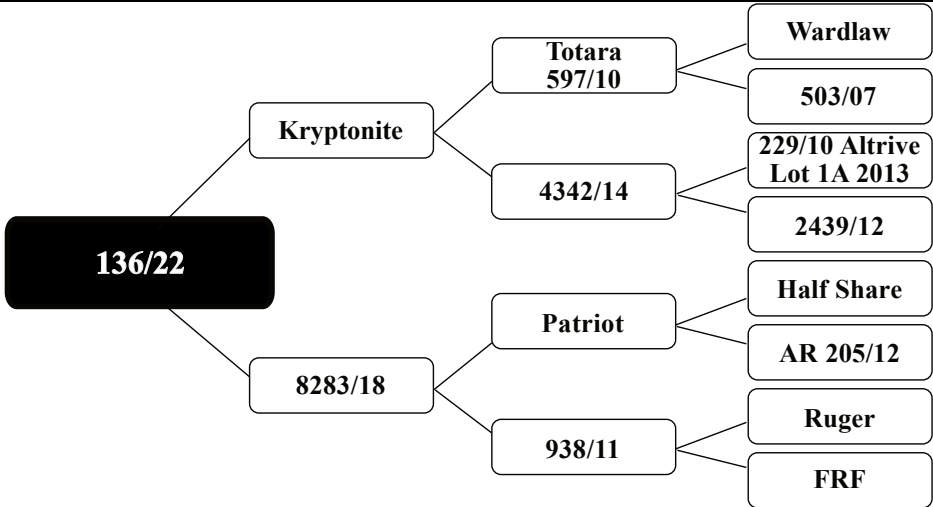 136/22
Kryptonite
8283/18
Totara
597/10
4342/14
Patriot
938/11
Wardlaw
503/07
229/10 Altrive
Lot 1A 2013
2439/12
Half Share
AR 205/12
Ruger
FRF